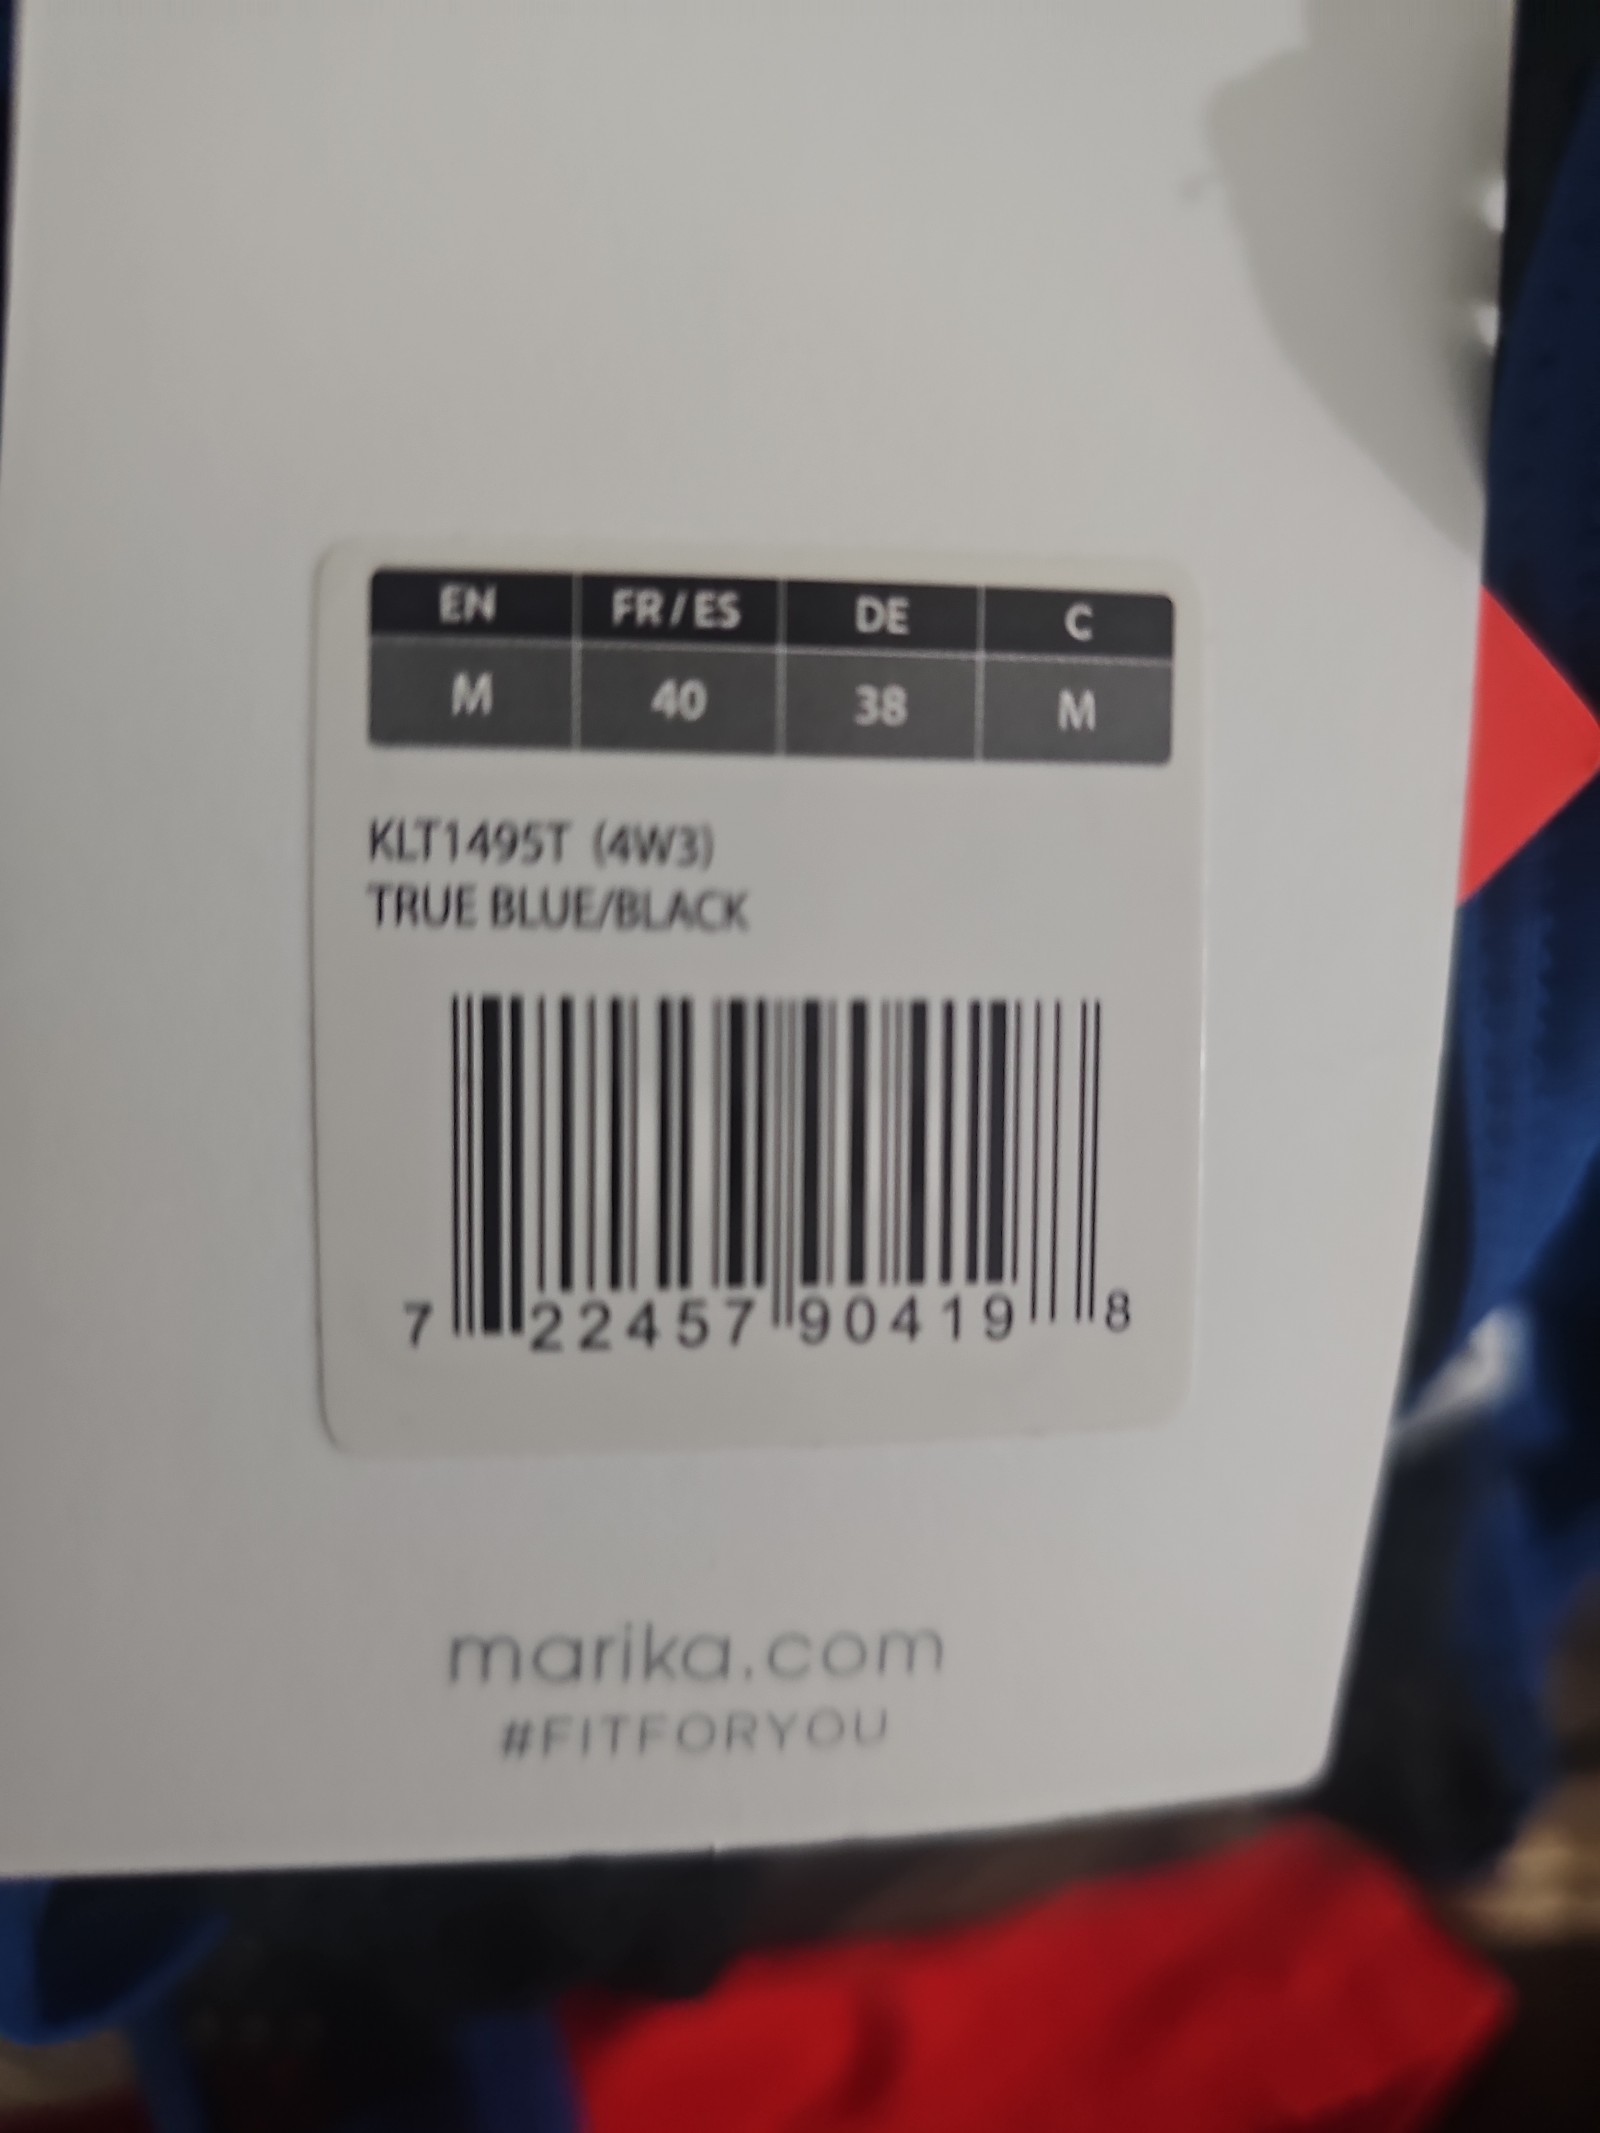 EN FR / ES DE C
M 40 38 M
KLT1495T (4W3)
TRUE BLUE/BLACK
7 22457 90419 8
marika.com
#FITFORYOU